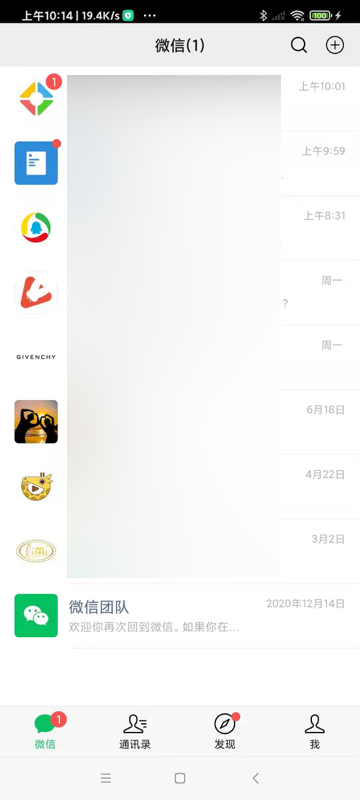 上午10:14 | 19.4K/s ...
100
微信(1)
1
上午10:01
上午9:59
上午8:31
周一
?
GIVENCHY
周一
6月18日
4月22日
3月2日
微信团队
2020年12月14日
欢迎你再次回到微信。如果你在...
1
微信
通讯录
发现
我